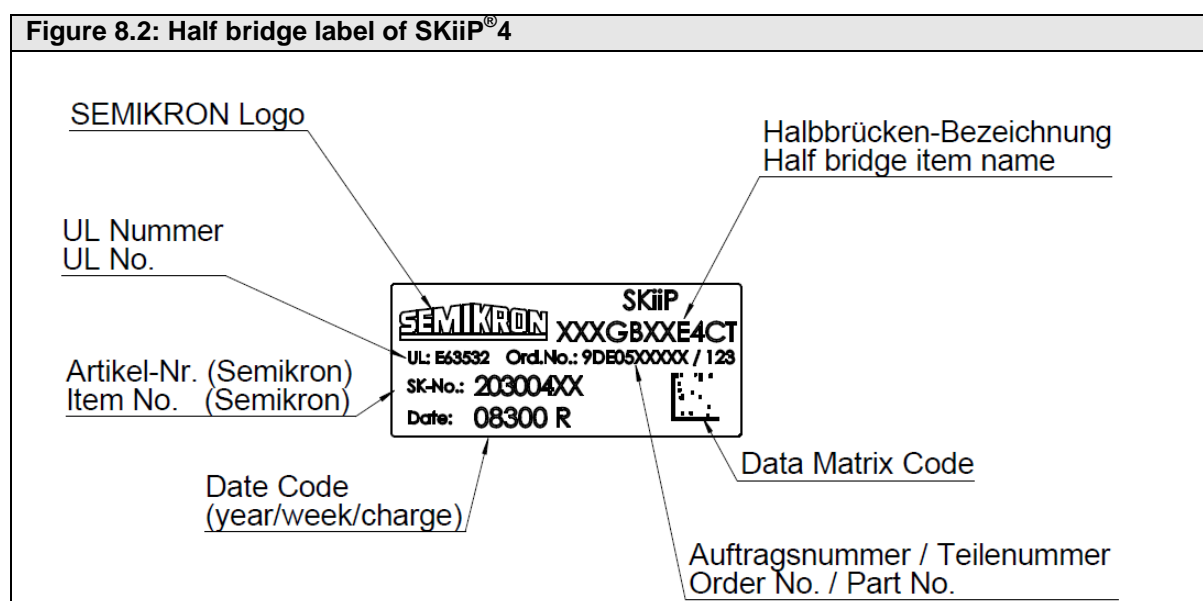 Figure 8.2: Half bridge label of SKiiP®4
SEMIKRON Logo
Halbbrücken-Bezeichnung
Half bridge item name
UL Nummer
UL No.
SKiiP
SEMIKRON XXXGBXXE4CT
UL: E63532 Ord.No.: 9DE05XXXXX / 123
Artikel-Nr. (Semikron)
Item No. (Semikron)
SK-No.: 203004XX
Date: 08300 R
Data Matrix Code
Date Code
(year/week/charge)
Auftragsnummer / Teilenummer
Order No. / Part No.